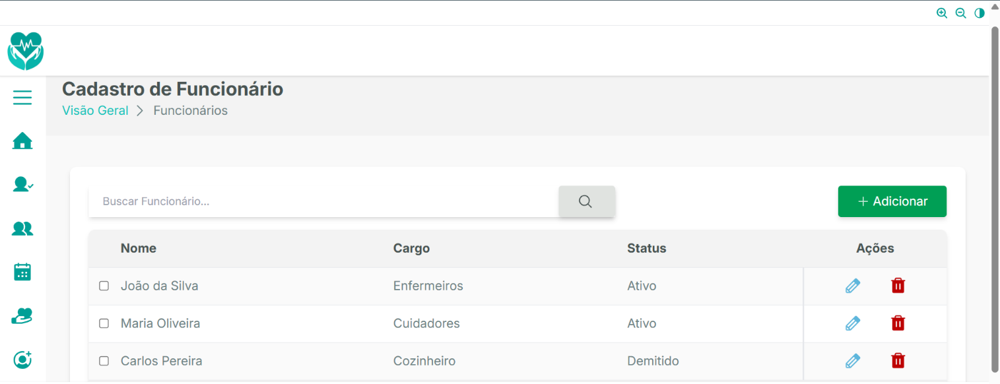 Cadastro de Funcionário
Visão Geral > Funcionários
Buscar Funcionário...
+ Adicionar
Nome Cargo Status Ações
João da Silva Enfermeiros Ativo
Maria Oliveira Cuidadores Ativo
Carlos Pereira Cozinheiro Demitido